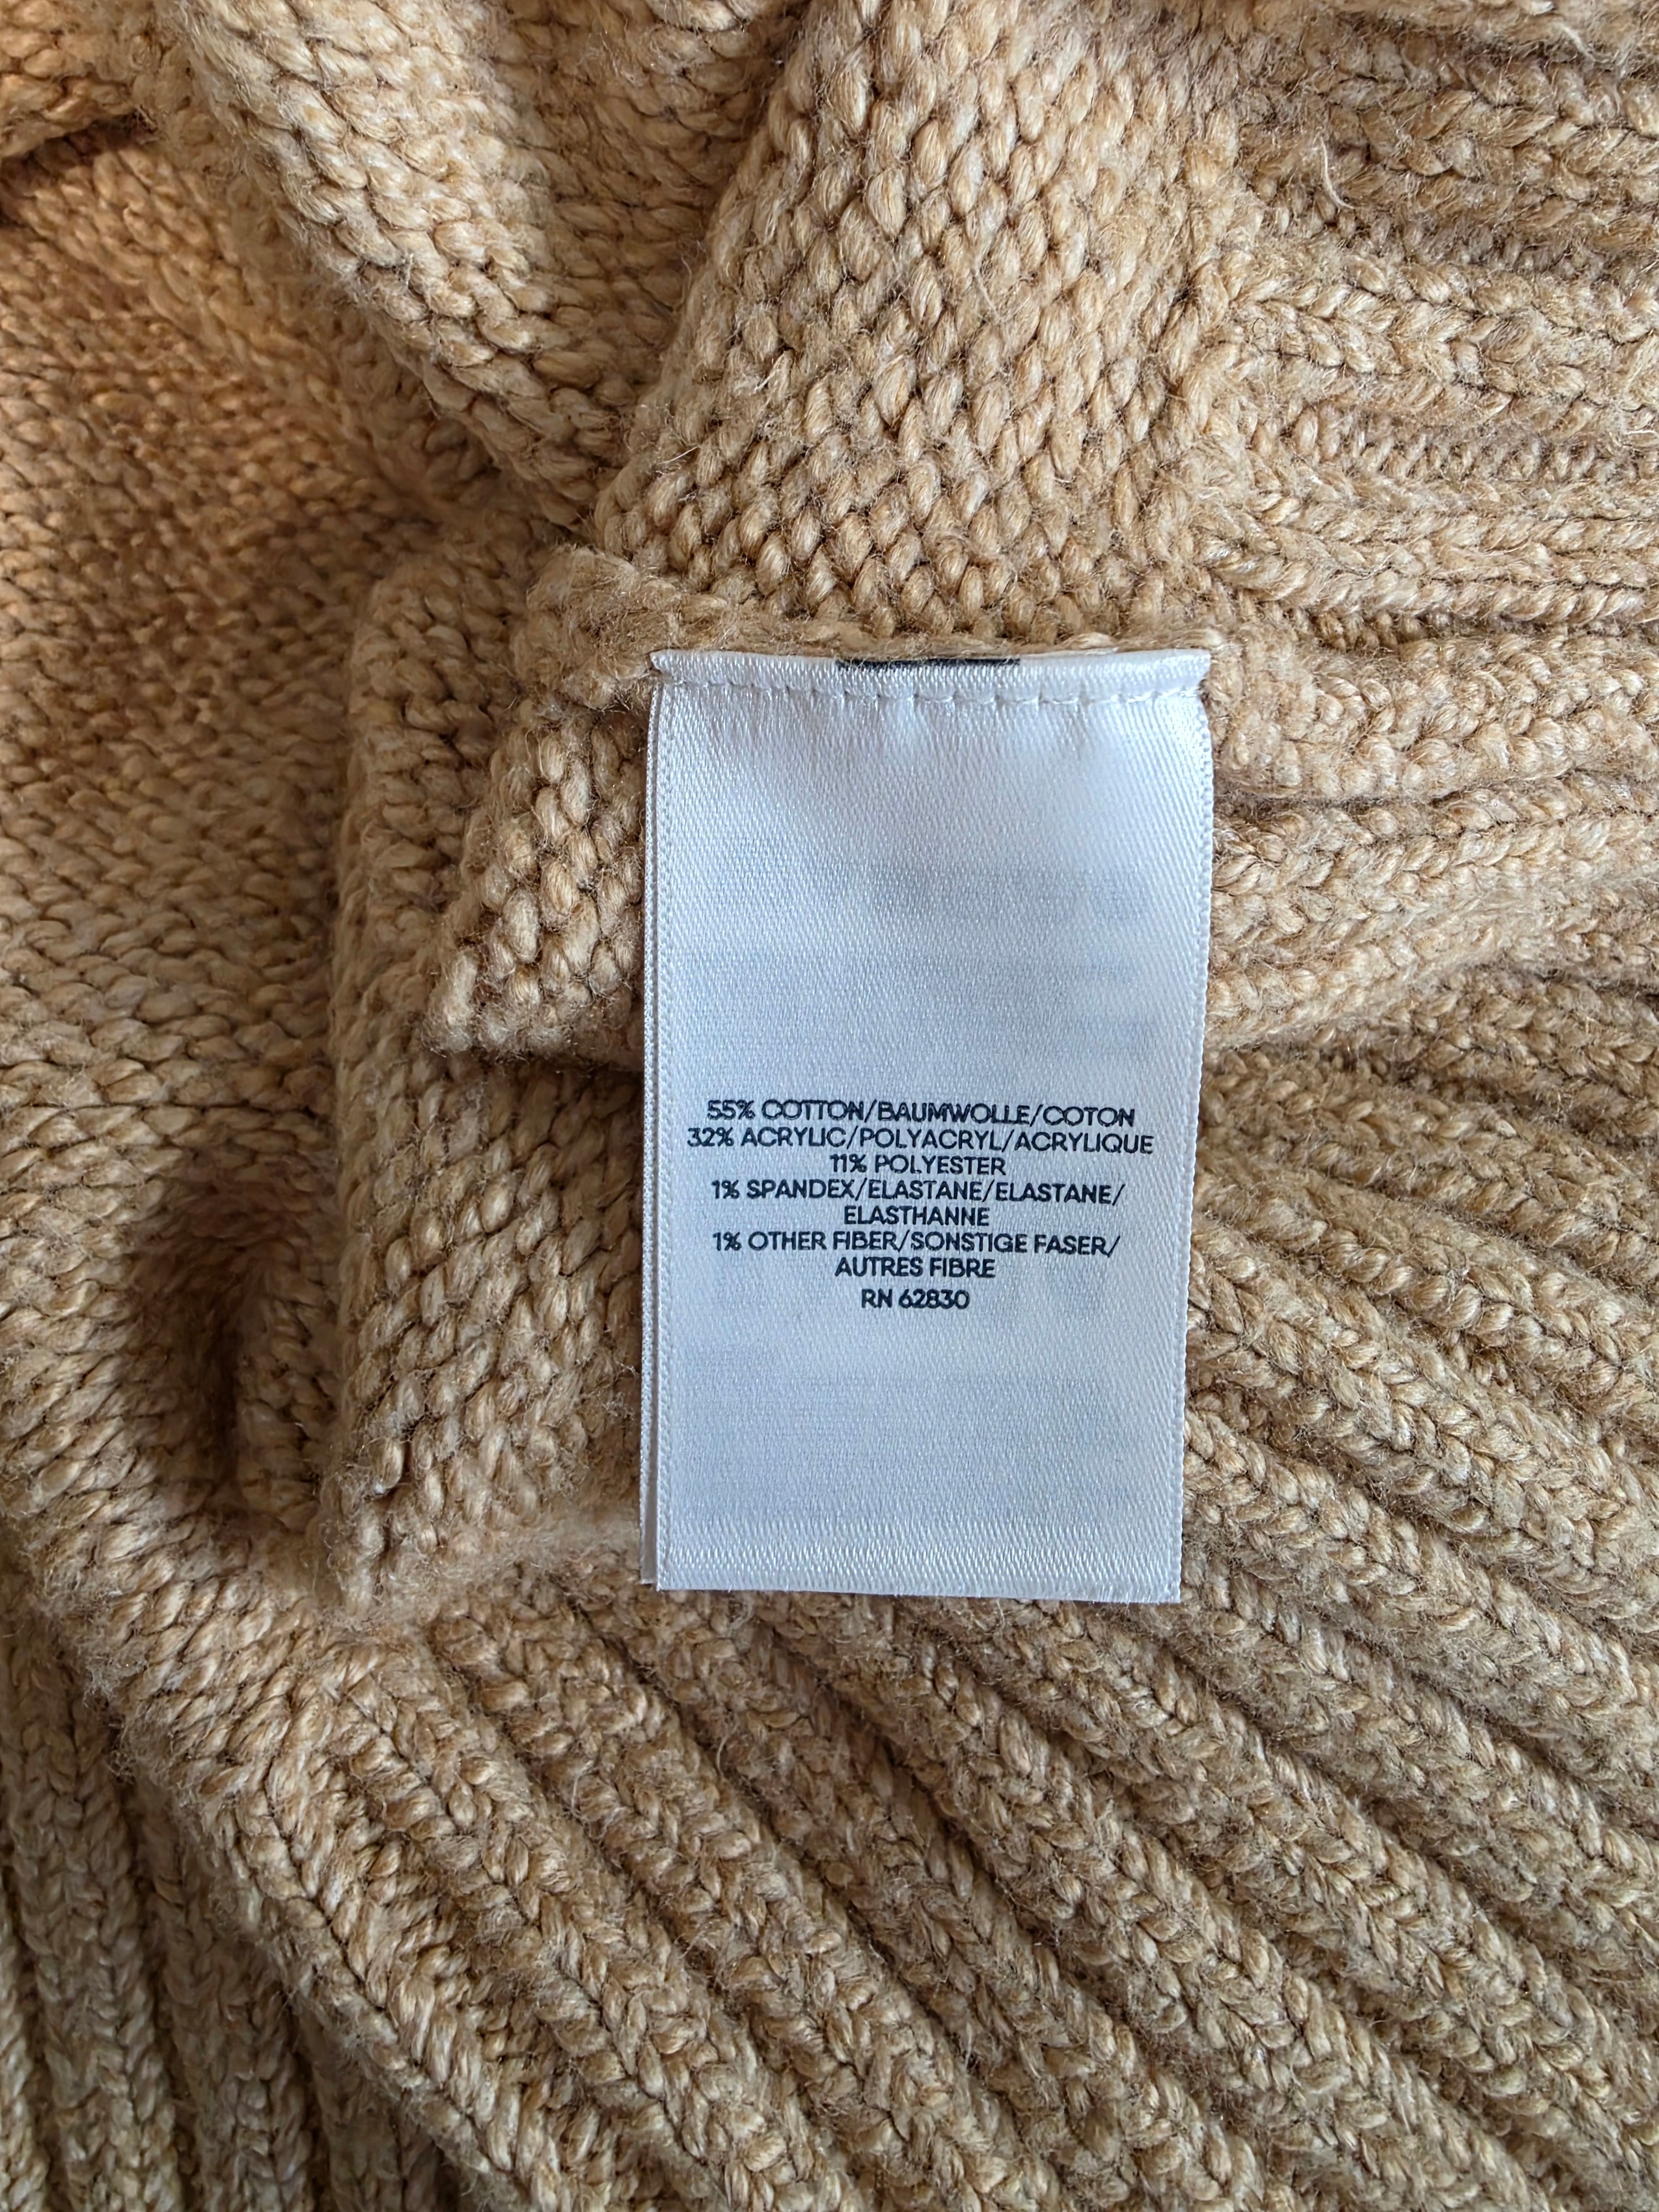 55% COTTON/BAUMWOLLE/COTON
32% ACRYLIC/POLYACRYL/ACRYLIQUE
11% POLYESTER
1% SPANDEX/ELASTANE/ELASTANE/
ELASTHANNE
1% OTHER FIBER/SONSTIGE FASER/
AUTRES FIBRE
RN 62830